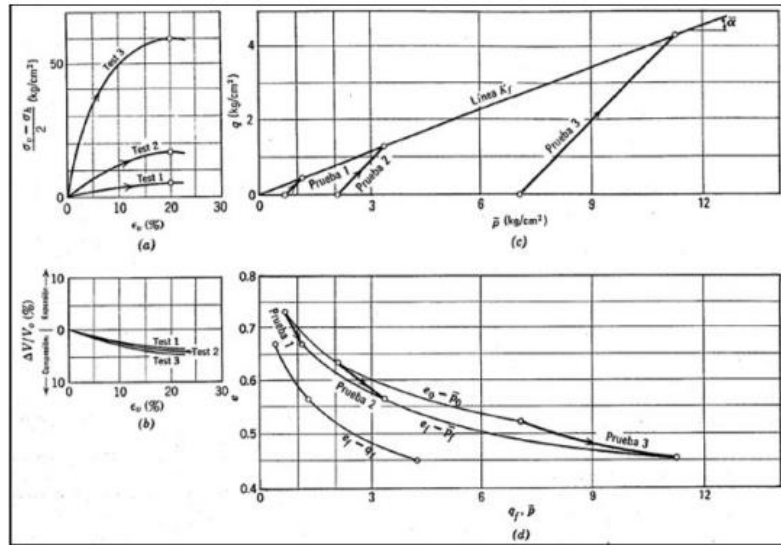 50
0
σv − σh
2
(kg/cm²)
Test 3
Test 2
Test 1
0 10 20
ϵv (%)
(a)
4
2
0
q (kg/cm²)
ᾱ
Línea Kf
Prueba 1
Prueba 2
Prueba 3
0 3 6 9 12
p̄ (kg/cm²)
(c)
10
0
10
ΔV/V₀ (%)
Compresión
Expansión
Test 1
Test 2
Test 3
0 10 20
ϵv (%)
(b)
0.8
0.7
0.6
0.5
0.4
e
Prueba 1
Prueba 2
Prueba 3
e₀ − p̄₀
ef − p̄f
ef − qf
0 3 6 9 12
qf, p̄
(d)